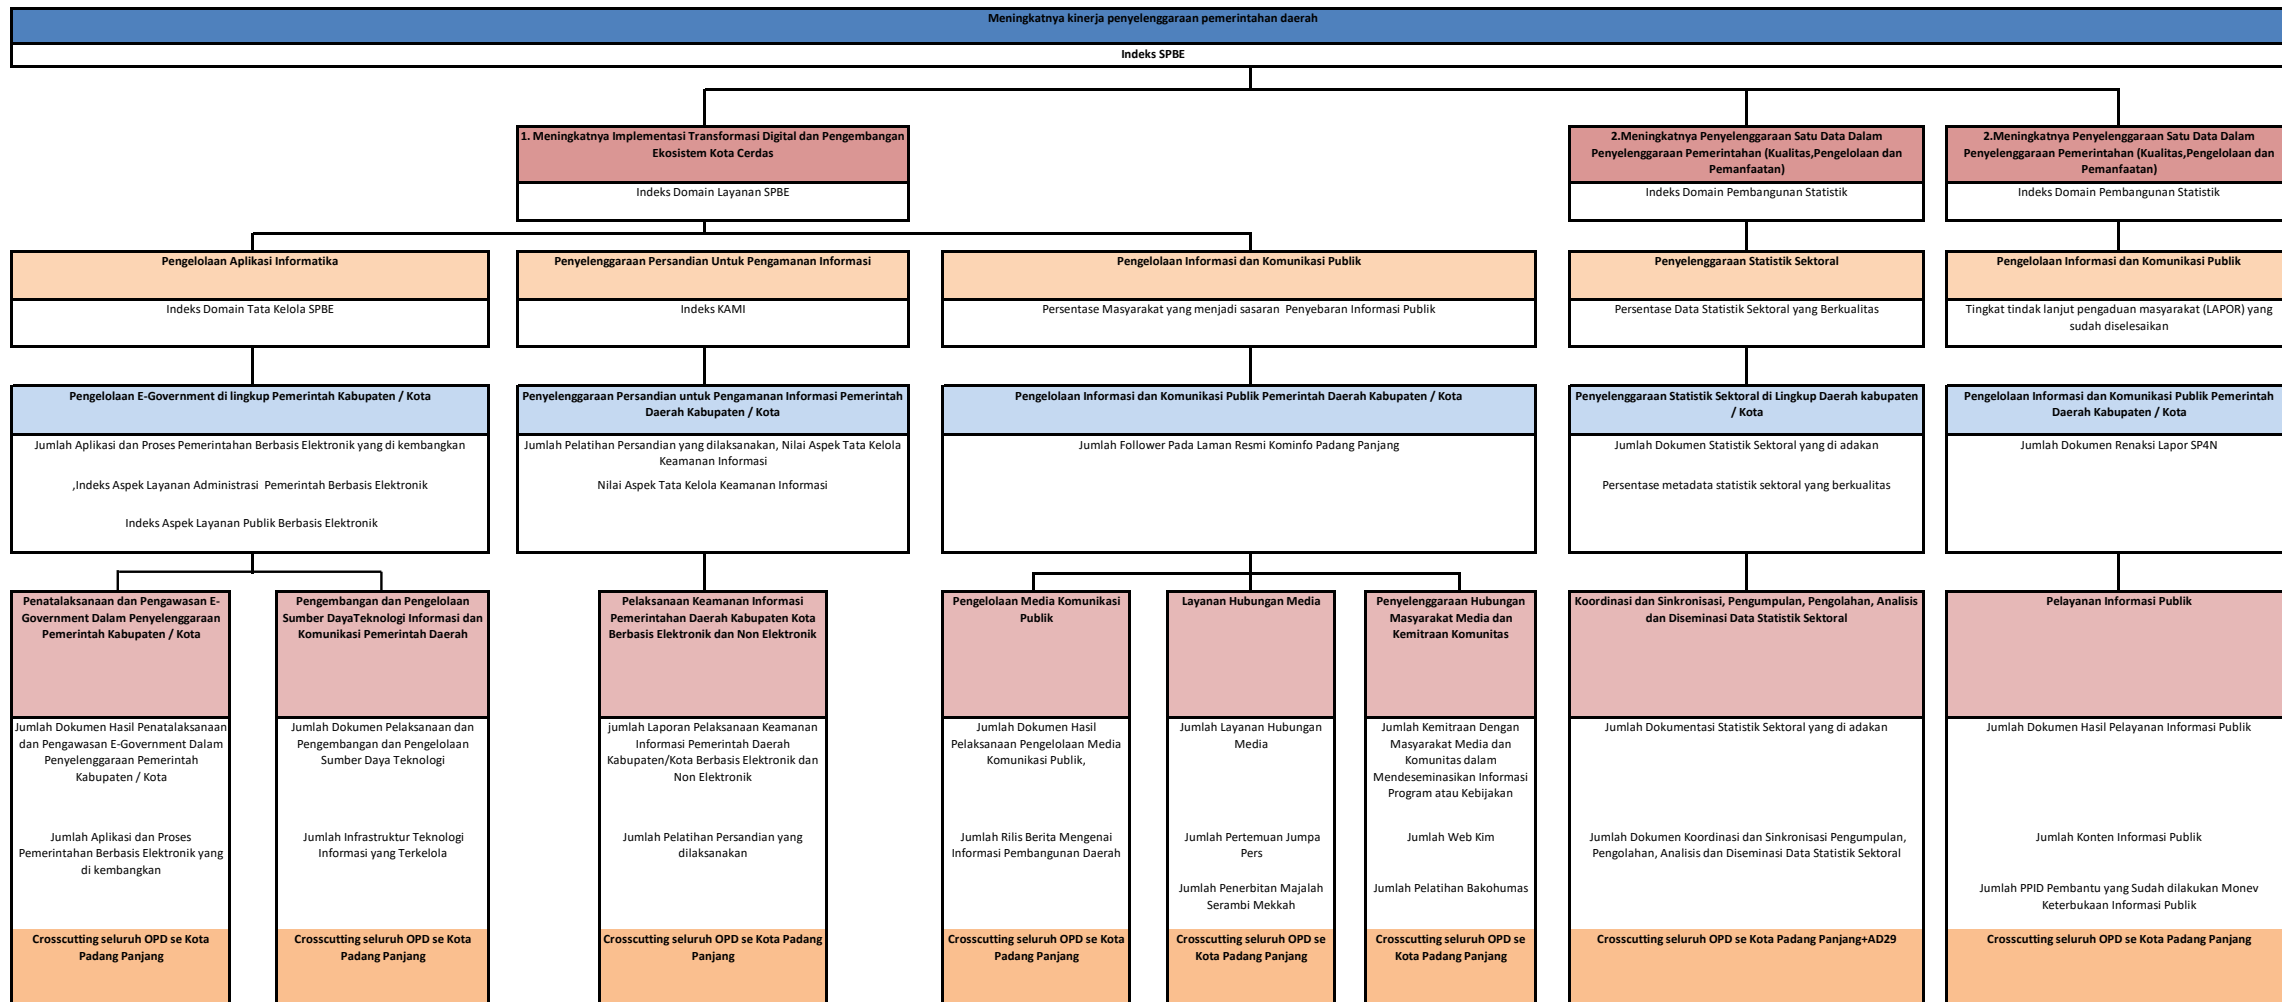 Meningkatnya kinerja penyelenggaraan pemerintahan daerah
Indeks SPBE
1. Meningkatnya Implementasi Transformasi Digital dan Pengembangan
Ekosistem Kota Cerdas
Indeks Domain Layanan SPBE
2.Meningkatnya Penyelenggaraan Satu Data Dalam
Penyelenggaraan Pemerintahan (Kualitas,Pengelolaan dan
Pemanfaatan)
Indeks Domain Pembangunan Statistik
2.Meningkatnya Penyelenggaraan Satu Data Dalam
Penyelenggaraan Pemerintahan (Kualitas,Pengelolaan dan
Pemanfaatan)
Indeks Domain Pembangunan Statistik
Pengelolaan Aplikasi Informatika
Indeks Domain Tata Kelola SPBE
Penyelenggaraan Persandian Untuk Pengamanan Informasi
Indeks KAMI
Pengelolaan Informasi dan Komunikasi Publik
Persentase Masyarakat yang menjadi sasaran  Penyebaran Informasi Publik
Penyelenggaraan Statistik Sektoral
Persentase Data Statistik Sektoral yang Berkualitas
Pengelolaan Informasi dan Komunikasi Publik
Tingkat tindak lanjut pengaduan masyarakat (LAPOR) yang
sudah diselesaikan
Pengelolaan E-Government di lingkup Pemerintah Kabupaten / Kota
Jumlah Aplikasi dan Proses Pemerintahan Berbasis Elektronik yang di kembangkan
,Indeks Aspek Layanan Administrasi  Pemerintah Berbasis Elektronik
Indeks Aspek Layanan Publik Berbasis Elektronik
Penyelenggaraan Persandian untuk Pengamanan Informasi Pemerintah
Daerah Kabupaten / Kota
Jumlah Pelatihan Persandian yang dilaksanakan, Nilai Aspek Tata Kelola
Keamanan Informasi
Nilai Aspek Tata Kelola Keamanan Informasi
Pengelolaan Informasi dan Komunikasi Publik Pemerintah Daerah Kabupaten / Kota
Jumlah Follower Pada Laman Resmi Kominfo Padang Panjang
Penyelenggaraan Statistik Sektoral di Lingkup Daerah kabupaten
/ Kota
Jumlah Dokumen Statistik Sektoral yang di adakan
Persentase metadata statistik sektoral yang berkualitas
Pengelolaan Informasi dan Komunikasi Publik Pemerintah
Daerah Kabupaten / Kota
Jumlah Dokumen Renaksi Lapor SP4N
Penatalaksanaan dan Pengawasan E-
Government Dalam Penyelenggaraan
Pemerintah Kabupaten / Kota
Jumlah Dokumen Hasil Penatalaksanaan
dan Pengawasan E-Government Dalam
Penyelenggaraan Pemerintah
Kabupaten / Kota
Jumlah Aplikasi dan Proses
Pemerintahan Berbasis Elektronik yang
di kembangkan
Crosscutting seluruh OPD se Kota
Padang Panjang
Pengembangan dan Pengelolaan
Sumber DayaTeknologi Informasi dan
Komunikasi Pemerintah Daerah
Jumlah Dokumen Pelaksanaan dan
Pengembangan dan Pengelolaan
Sumber Daya Teknologi
Jumlah Infrastruktur Teknologi
Informasi yang Terkelola
Crosscutting seluruh OPD se Kota
Padang Panjang
Pelaksanaan Keamanan Informasi
Pemerintahan Daerah Kabupaten Kota
Berbasis Elektronik dan Non Elektronik
jumlah Laporan Pelaksanaan Keamanan
Informasi Pemerintah Daerah
Kabupaten/Kota Berbasis Elektronik dan
Non Elektronik
Jumlah Pelatihan Persandian yang
dilaksanakan
Crosscutting seluruh OPD se Kota Padang
Panjang
Pengelolaan Media Komunikasi
Publik
Jumlah Dokumen Hasil
Pelaksanaan Pengelolaan Media
Komunikasi Publik,
Jumlah Rilis Berita Mengenai
Informasi Pembangunan Daerah
Crosscutting seluruh OPD se Kota
Padang Panjang
Layanan Hubungan Media
Jumlah Layanan Hubungan
Media
Jumlah Pertemuan Jumpa
Pers
Jumlah Penerbitan Majalah
Serambi Mekkah
Crosscutting seluruh OPD se
Kota Padang Panjang
Penyelenggaraan Hubungan
Masyarakat Media dan
Kemitraan Komunitas
Jumlah Kemitraan Dengan
Masyarakat Media dan
Komunitas dalam
Mendeseminasikan Informasi
Program atau Kebijakan
Jumlah Web Kim
Jumlah Pelatihan Bakohumas
Crosscutting seluruh OPD se
Kota Padang Panjang
Koordinasi dan Sinkronisasi, Pengumpulan, Pengolahan, Analisis
dan Diseminasi Data Statistik Sektoral
Jumlah Dokumentasi Statistik Sektoral yang di adakan
Jumlah Dokumen Koordinasi dan Sinkronisasi Pengumpulan,
Pengolahan, Analisis dan Diseminasi Data Statistik Sektoral
Crosscutting seluruh OPD se Kota Padang Panjang+AD29
Pelayanan Informasi Publik
Jumlah Dokumen Hasil Pelayanan Informasi Publik
Jumlah Konten Informasi Publik
Jumlah PPID Pembantu yang Sudah dilakukan Monev
Keterbukaan Informasi Publik
Crosscutting seluruh OPD se Kota Padang Panjang